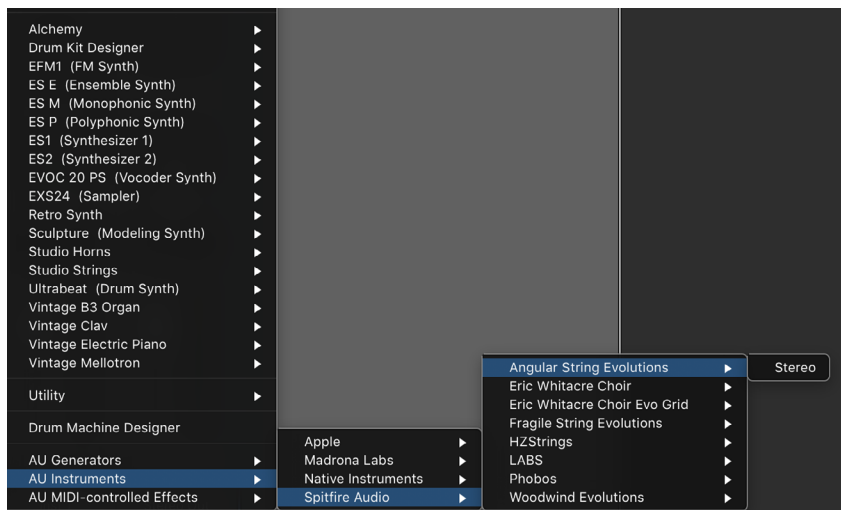 Alchemy
Drum Kit Designer
EFM1 (FM Synth)
ES E (Ensemble Synth)
ES M (Monophonic Synth)
ES P (Polyphonic Synth)
ES1 (Synthesizer 1)
ES2 (Synthesizer 2)
EVOC 20 PS (Vocoder Synth)
EXS24 (Sampler)
Retro Synth
Sculpture (Modeling Synth)
Studio Horns
Studio Strings
Ultrabeat (Drum Synth)
Vintage B3 Organ
Vintage Clav
Vintage Electric Piano
Vintage Mellotron
Utility
Drum Machine Designer
AU Generators
AU Instruments
AU MIDI-controlled Effects
Apple
Madrona Labs
Native Instruments
Spitfire Audio
Angular String Evolutions
Eric Whitacre Choir
Eric Whitacre Choir Evo Grid
Fragile String Evolutions
HZStrings
LABS
Phobos
Woodwind Evolutions
Stereo